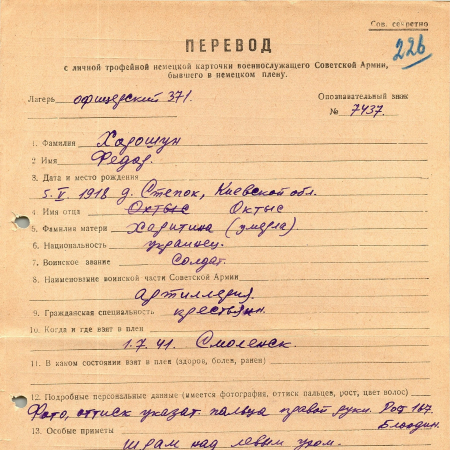 Сов. секретно
226
ПЕРЕВОД
с личной трофейной немецкой карточки военнослужащего Советской Армии,
бывшего в немецком плену.
Лагерь офицерский 371. Опознавательный знак
№ 7437.
1. Фамилия Харошун
2. Имя Федар.
3. Дата и место рождения
5.V. 1918 д. Степок, Киевской обл.
4. Имя отца Охтыс Октыс
5. Фамилия матери Харитина (умерла).
6. Национальность украинец.
7. Воинское звание Солдат.
8. Наименование воинской части Советской Армии
артиллерия.
9. Гражданская специальность крестьянин.
10. Когда и где взят в плен
1.7.41. Смоленск.
11. В каком состоянии взят в плен (здоров, болен, ранен)
12. Подробные персональные данные (имеется фотография, оттиск пальцев, рост, цвет волос)
Фото, оттиск указат. пальца правой руки. Рост 167.
13. Особые приметы Блондин.
шрам над левым ухом.